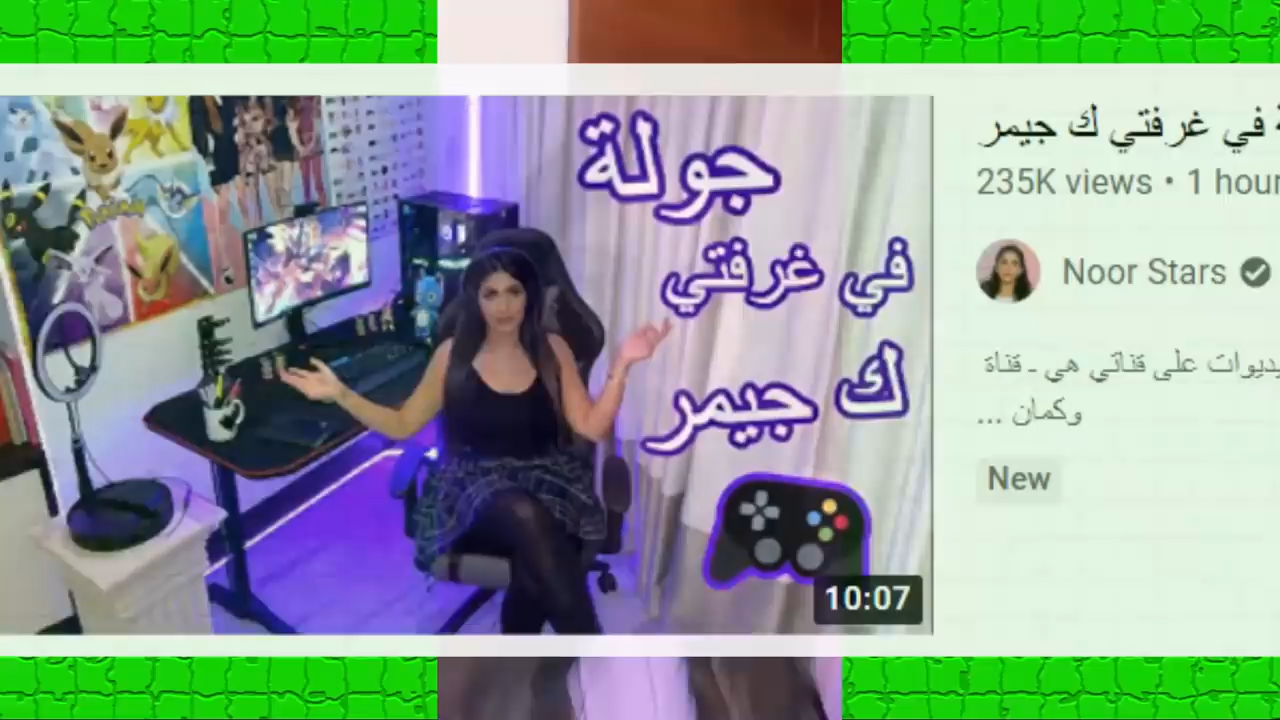 جولة
في غرفتي
ك جيمر
10:07
في غرفتي ك جيمر
235K views • 1 hour
Noor Stars
على قناتي هي - قناة
وكمان ...
New
Pokémon